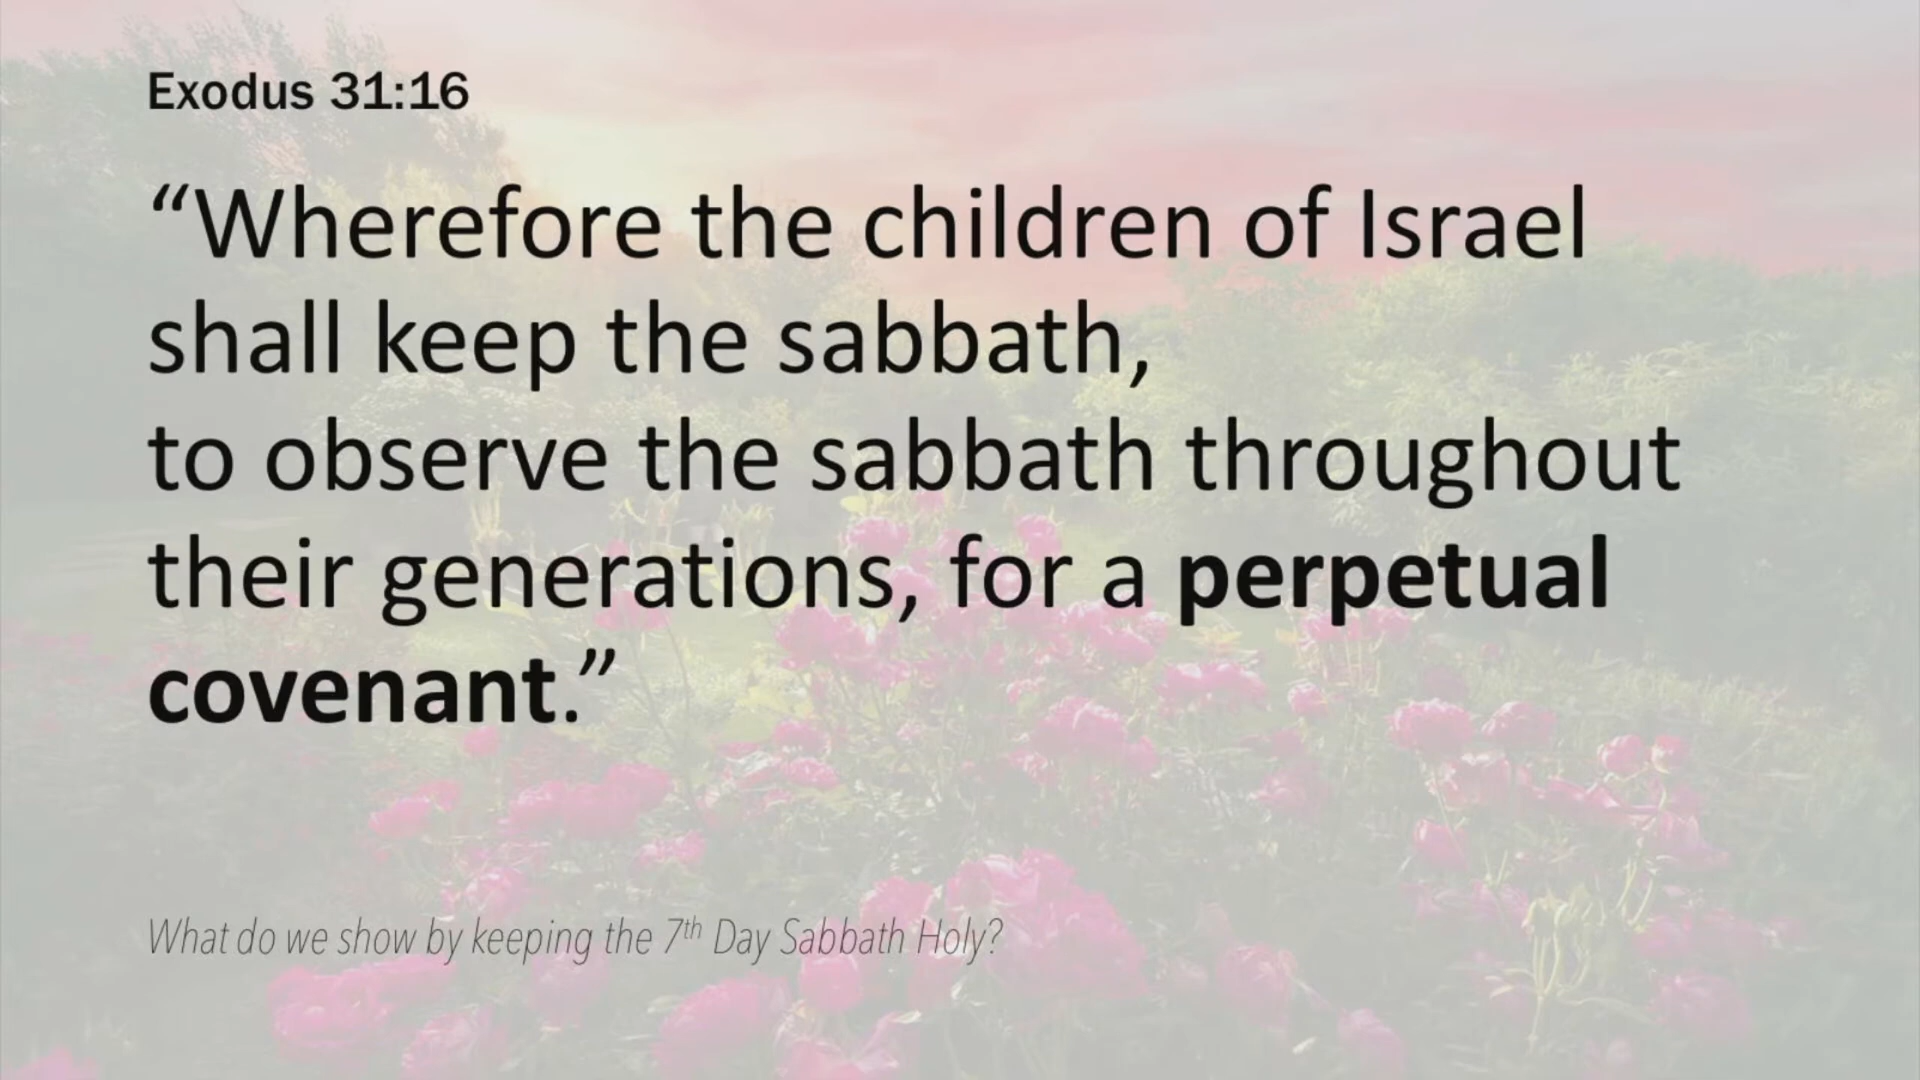 Exodus 31:16
“Wherefore the children of Israel
shall keep the sabbath,
to observe the sabbath throughout
their generations, for a perpetual
covenant.”
What do we show by keeping the 7th Day Sabbath Holy?